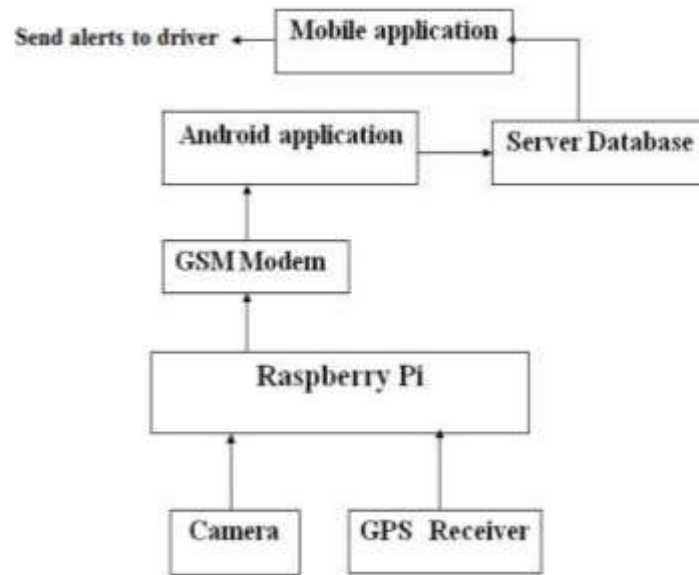 Mobile application
Send alerts to driver
Android application
Server Database
GSM Modem
Raspberry Pi
Camera
GPS Receiver